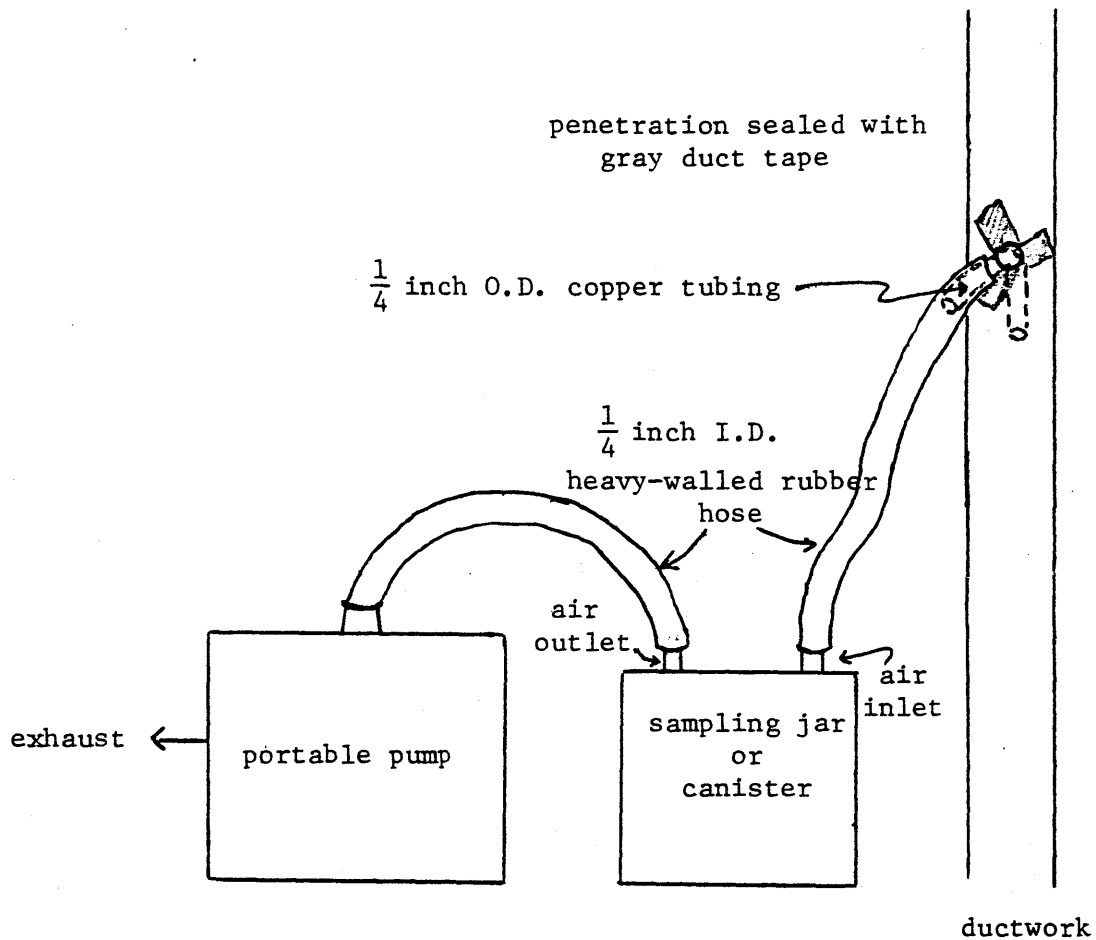 penetration sealed with
gray duct tape
1/4 inch O.D. copper tubing
1/4 inch I.D.
heavy-walled rubber
hose
air
outlet
air
inlet
sampling jar
or
canister
exhaust
portable pump
ductwork